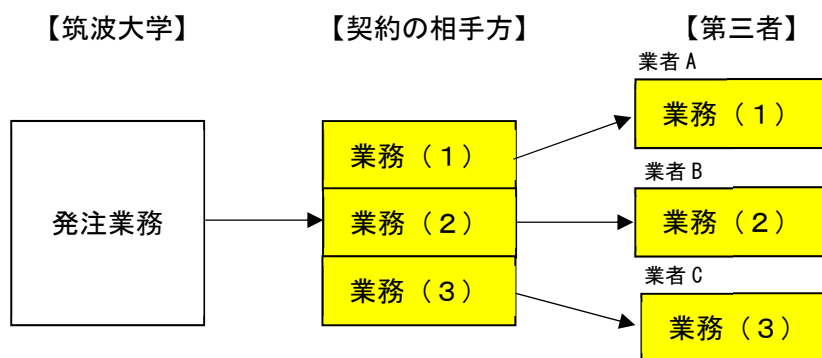 【筑波大学】
【契約の相手方】
【第三者】
業者A
業務(1)
業務(1)
業者B
発注業務
業務(2)
業務(2)
業者C
業務(3)
業務(3)